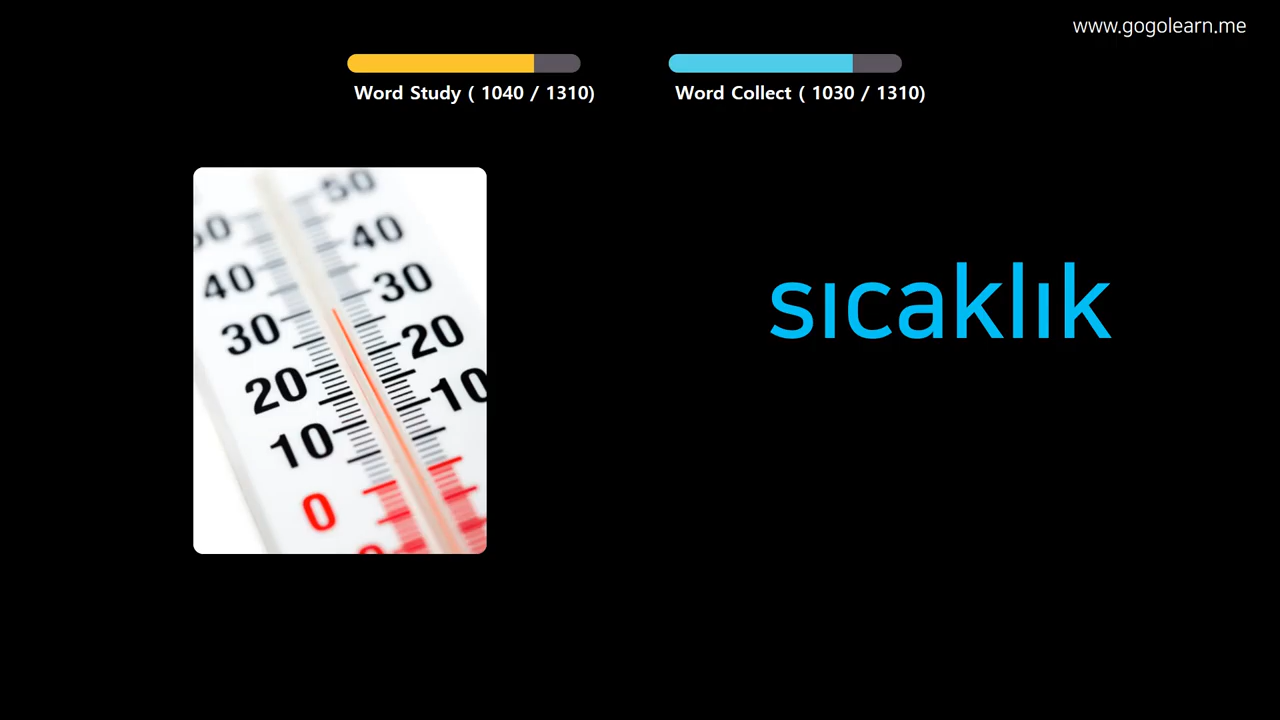 www.gogolearn.me
Word Study ( 1040 / 1310)
Word Collect ( 1030 / 1310)
sıcaklık
50
50
40
40
30
30
20
20
10
10
0